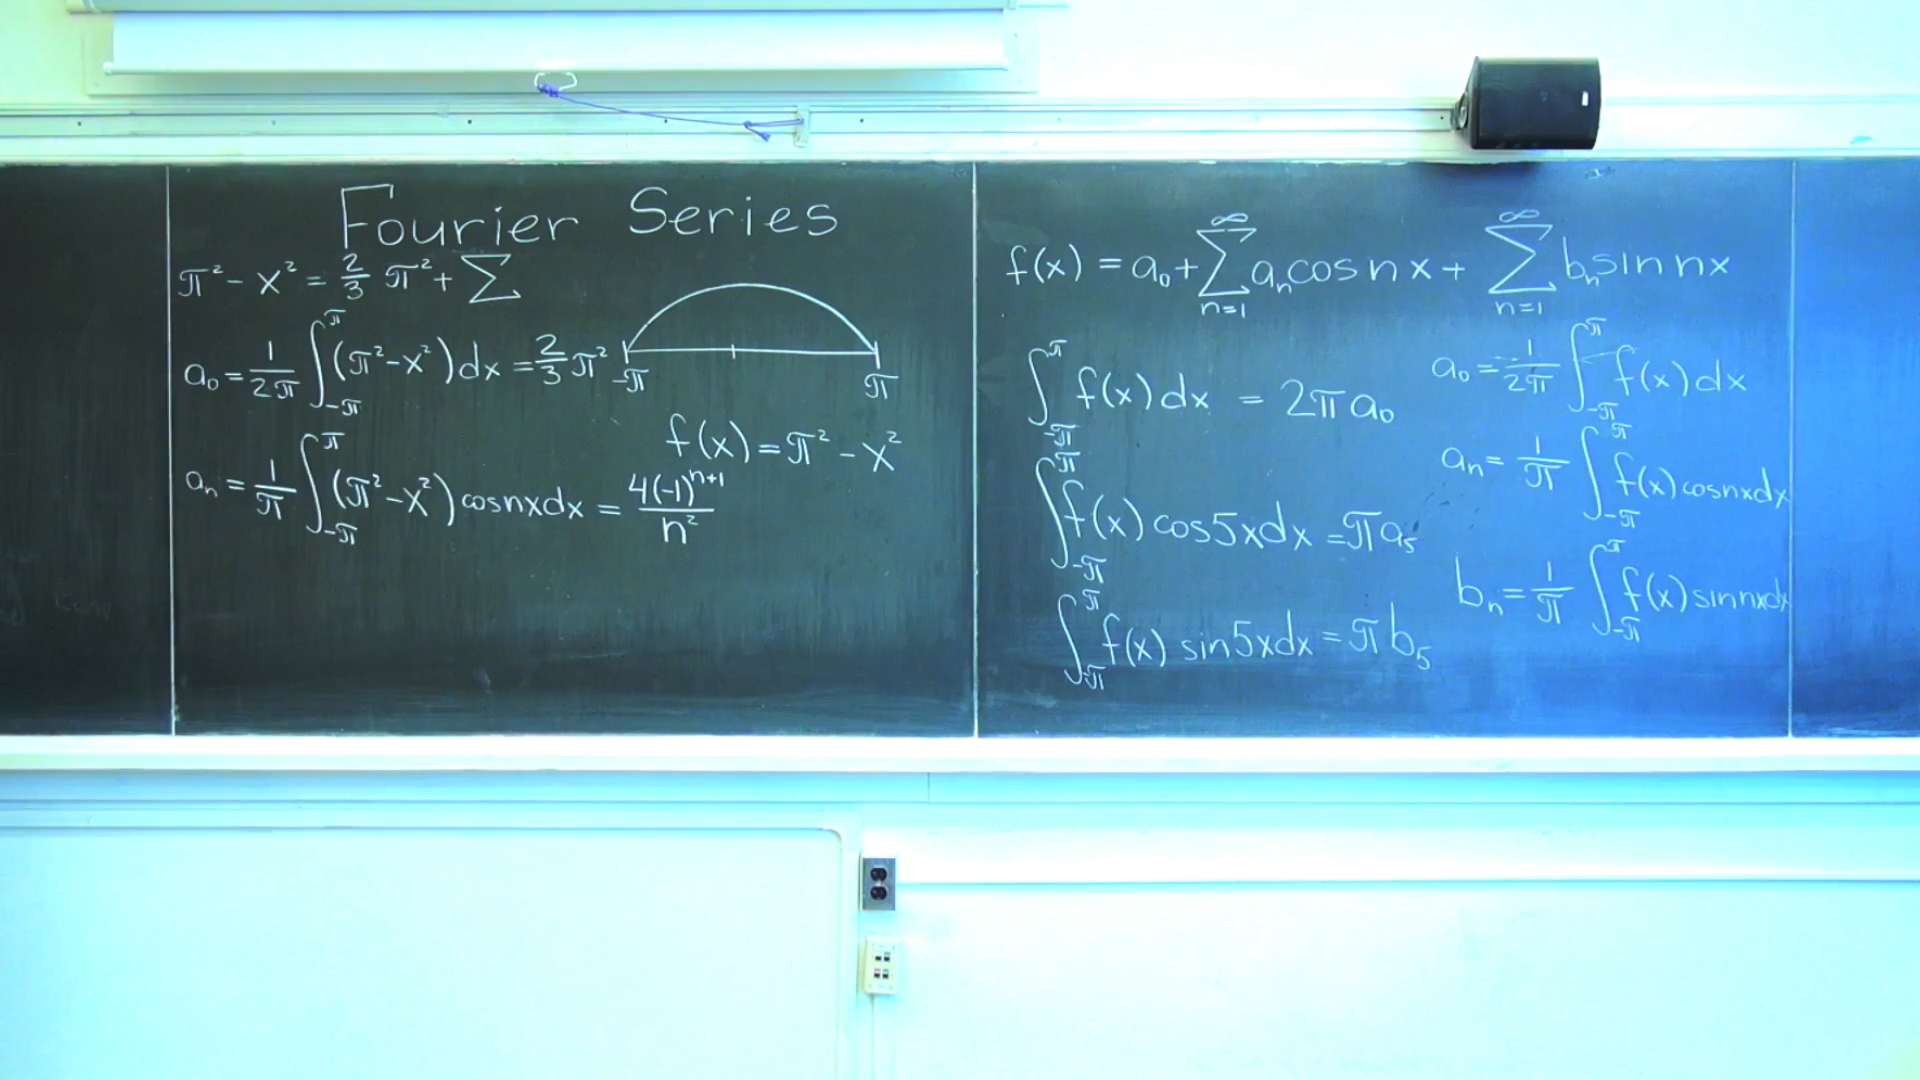 Fourier Series
π² - x² = 2/3 π² + ∑
a₀ = 1/2π ∫_{-π}^{π} (π² - x²) dx = 2/3 π²
-π π
f(x) = π² - x²
aₙ = 1/π ∫_{-π}^{π} (π² - x²) cos nx dx = 4(-1)^{n+1}/n²
f(x) = a₀ + ∑_{n=1}^{∞} aₙ cos nx + ∑_{n=1}^{∞} bₙ sin nx
∫_{-π}^{π} f(x) dx = 2π a₀
∫_{-π}^{π} f(x) cos 5x dx = π a₅
∫_{-π}^{π} f(x) sin 5x dx = π b₅
a₀ = 1/2π ∫_{-π}^{π} f(x) dx
aₙ = 1/π ∫_{-π}^{π} f(x) cos nx dx
bₙ = 1/π ∫_{-π}^{π} f(x) sin nx dx